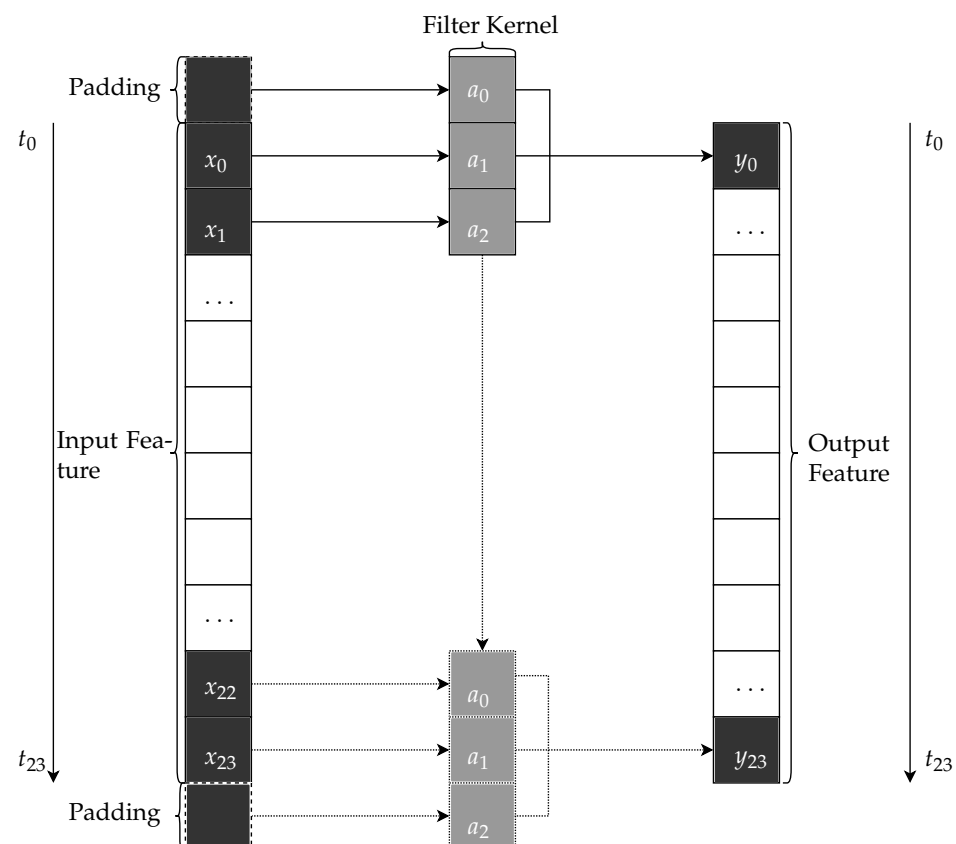 Filter Kernel
Padding
a0
t0
x0
a1
y0
t0
x1
a2
...
...
Input Fea-
ture
Output
Feature
...
x22
a0
...
t23
x23
a1
y23
t23
Padding
a2